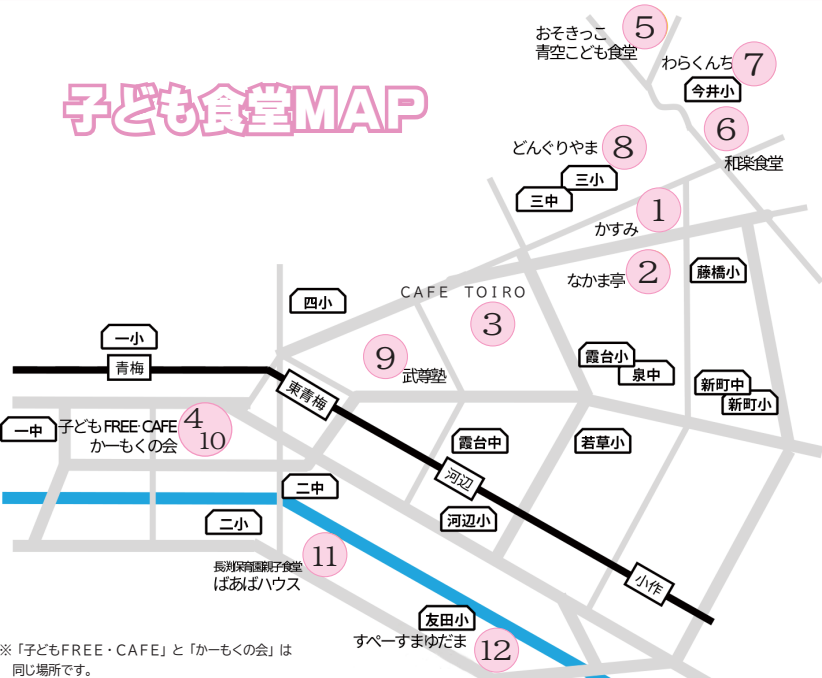 子ども食堂MAP
おそきっこ
青空こども食堂
5
わらくんち
7
今井小
6
和楽食堂
どんぐりやま
8
三小
三中
1
かすみ
なかま亭
2
藤橋小
CAFE TOIRO
3
四小
一小
青梅
9
武尊塾
霞台小
泉中
新町中
新町小
東青梅
一中
子ども FREE・CAFE
かーもくの会
4
10
霞台中
若草小
河辺
二中
河辺小
二小
11
長渕保育園親子食堂
ばあばハウス
小作
友田小
すぺーすまゆだま
12
※「子どもFREE・CAFE」と「かーもくの会」は
同じ場所です。